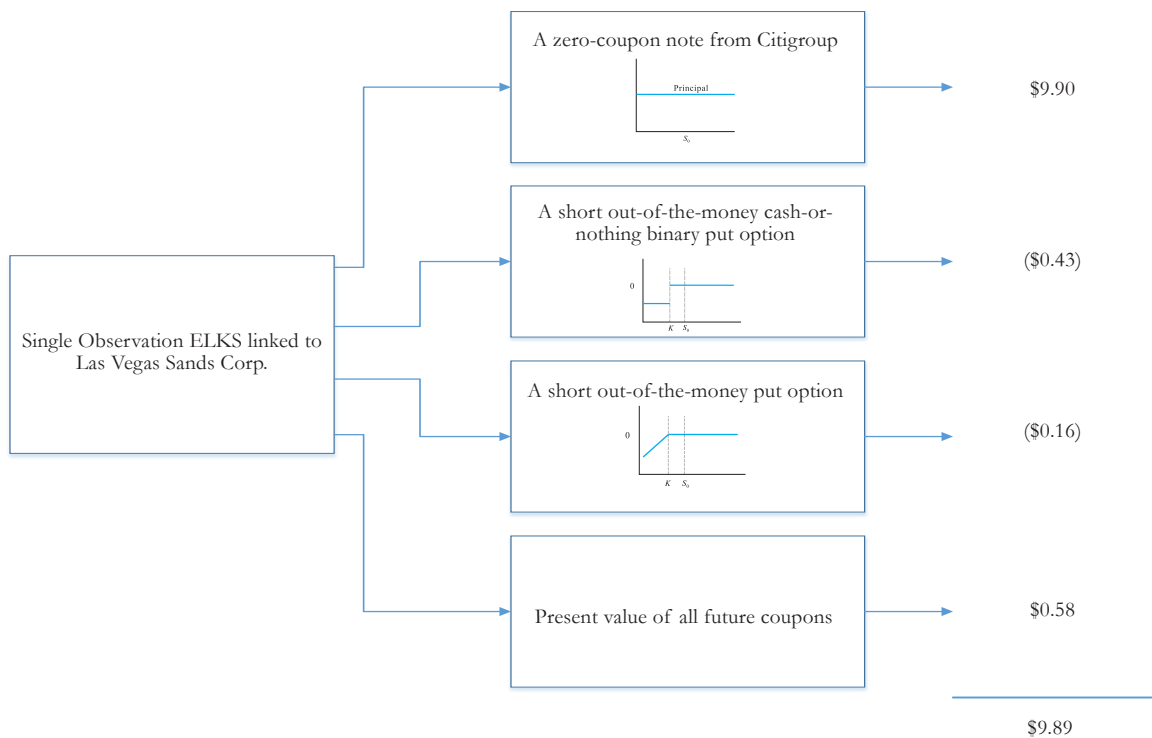 A zero-coupon note from Citigroup
Principal
S₀
$9.90
A short out-of-the-money cash-or-
nothing binary put option
0
K S₀
($0.43)
Single Observation ELKS linked to
Las Vegas Sands Corp.
A short out-of-the-money put option
0
K S₀
($0.16)
Present value of all future coupons
$0.58
$9.89